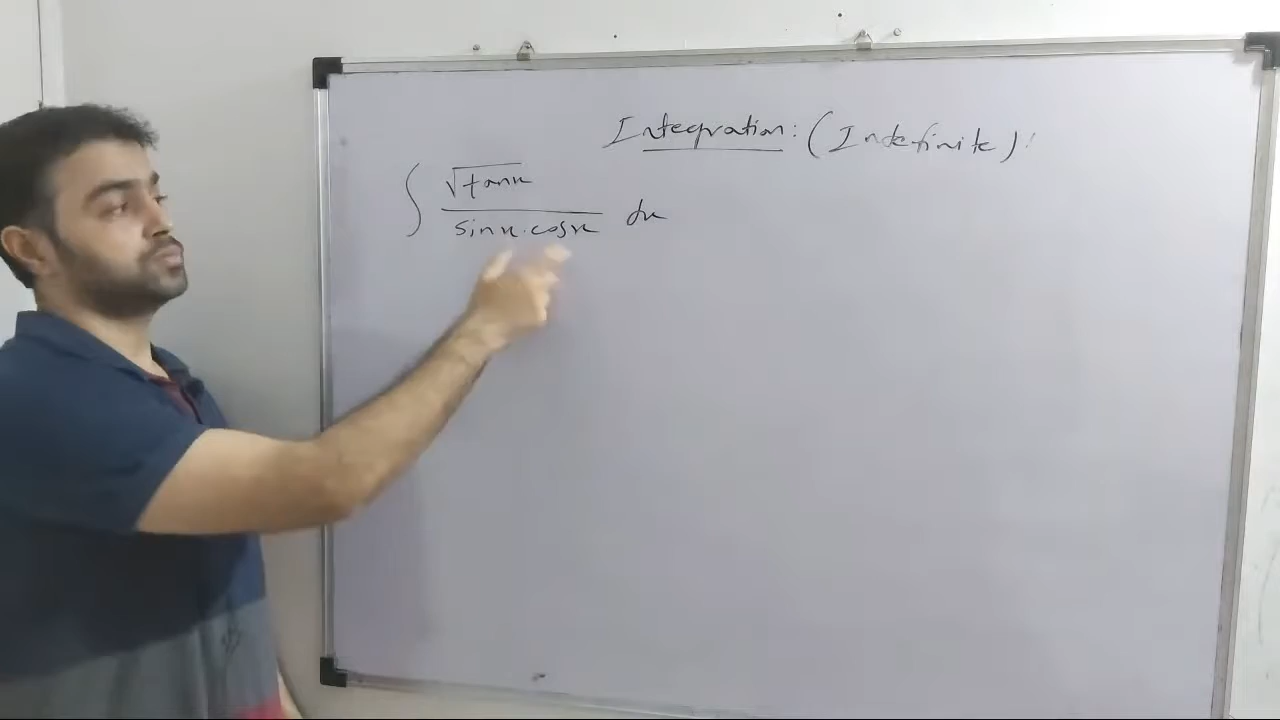 Integration: (Indefinite):
∫ √tanx / sinx.cosx dx